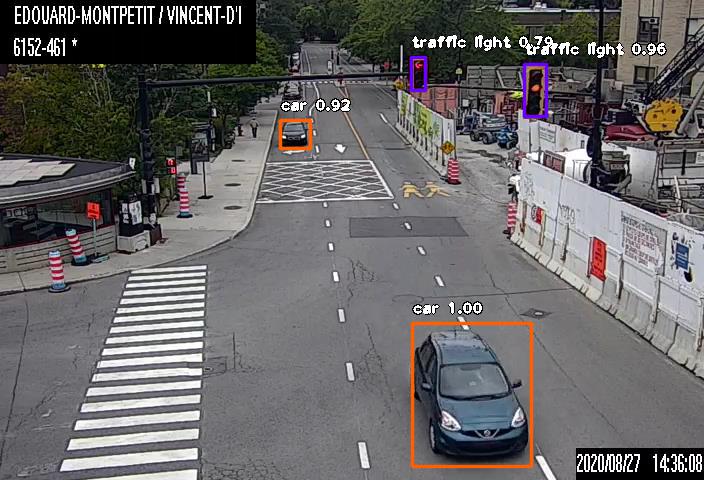 EDOUARD-MONTPETIT / VINCENT-D'I
6152-461 *
traffic light 0.79
traffic light 0.96
car 0.92
car 1.00
2020/08/27 14:36:08